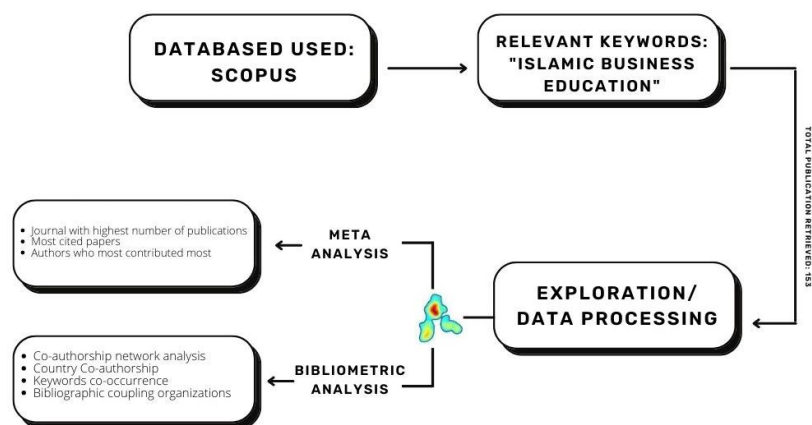 DATABASED USED:
SCOPUS
RELEVANT KEYWORDS:
"ISLAMIC BUSINESS
EDUCATION"
TOTAL PUBLICATION RETRIEVED: 153
EXPLORATION/
DATA PROCESSING
META
ANALYSIS
• Journal with highest number of publications
• Most cited papers
• Authors who most contributed most
BIBLIOMETRIC
ANALYSIS
• Co-authorship network analysis
• Country Co-authorship
• Keywords co-occurrence
• Bibliographic coupling organizations